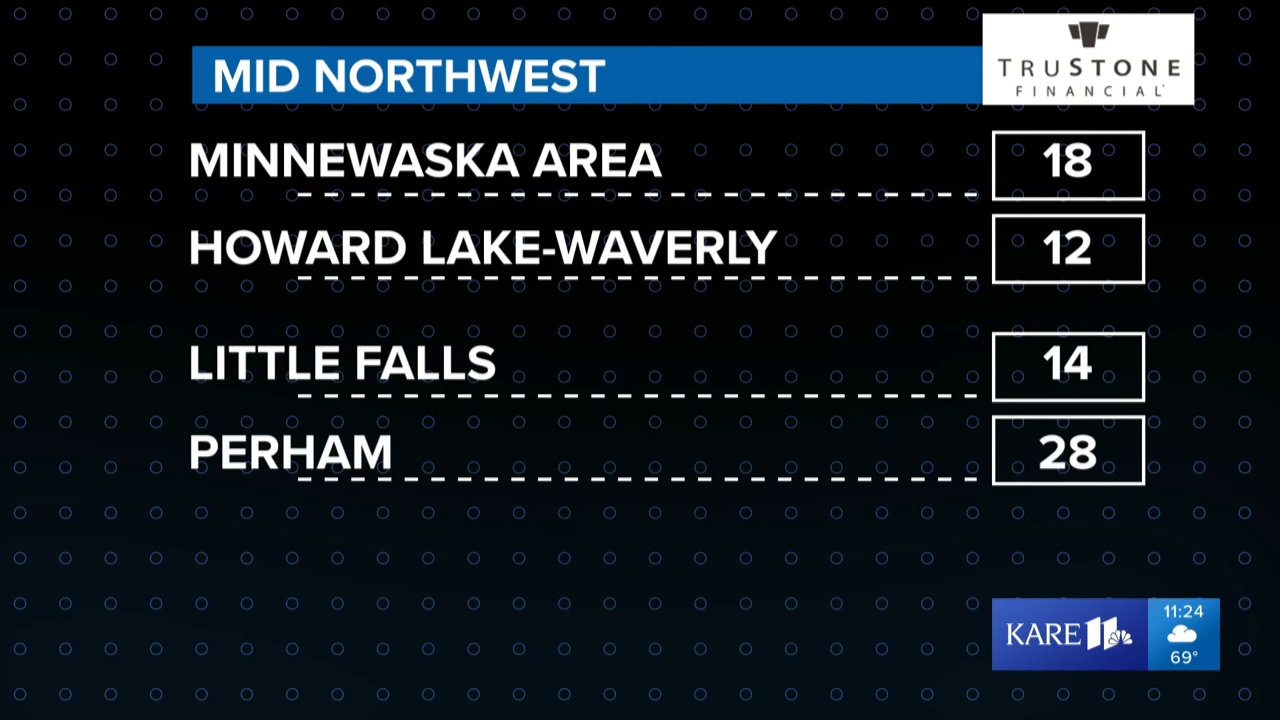 MID NORTHWEST
TRUSTONE
FINANCIAL
MINNEWASKA AREA 18
HOWARD LAKE-WAVERLY 12
LITTLE FALLS 14
PERHAM 28
KARE 11
11:24
69°